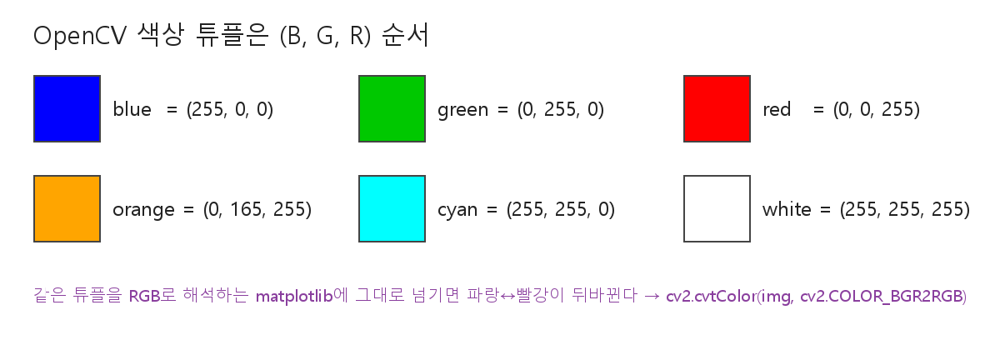 OpenCV 색상 튜플은 (B, G, R) 순서
blue = (255, 0, 0)
green = (0, 255, 0)
red = (0, 0, 255)
orange = (0, 165, 255)
cyan = (255, 255, 0)
white = (255, 255, 255)
같은 튜플을 RGB로 해석하는 matplotlib에 그대로 넘기면 파랑↔빨강이 뒤바뀐다 → cv2.cvtColor(img, cv2.COLOR_BGR2RGB)